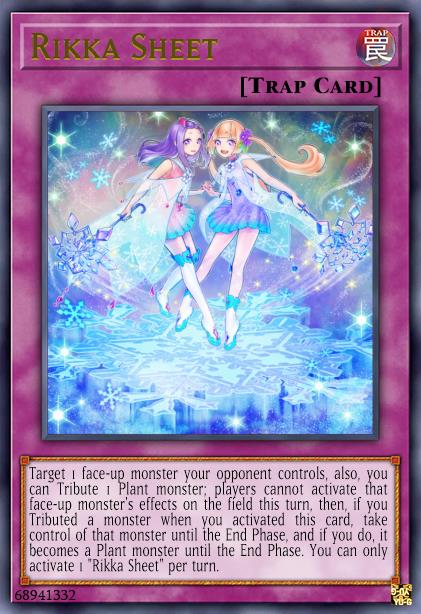 Rikka Sheet
TRAP
罠
[Trap Card]
Target 1 face-up monster your opponent controls, also, you
can Tribute 1 Plant monster; players cannot activate that
face-up monster's effects on the field this turn, then, if you
Tributed a monster when you activated this card, take
control of that monster until the End Phase, and if you do, it
becomes a Plant monster until the End Phase. You can only
activate 1 "Rikka Sheet" per turn.
68941332